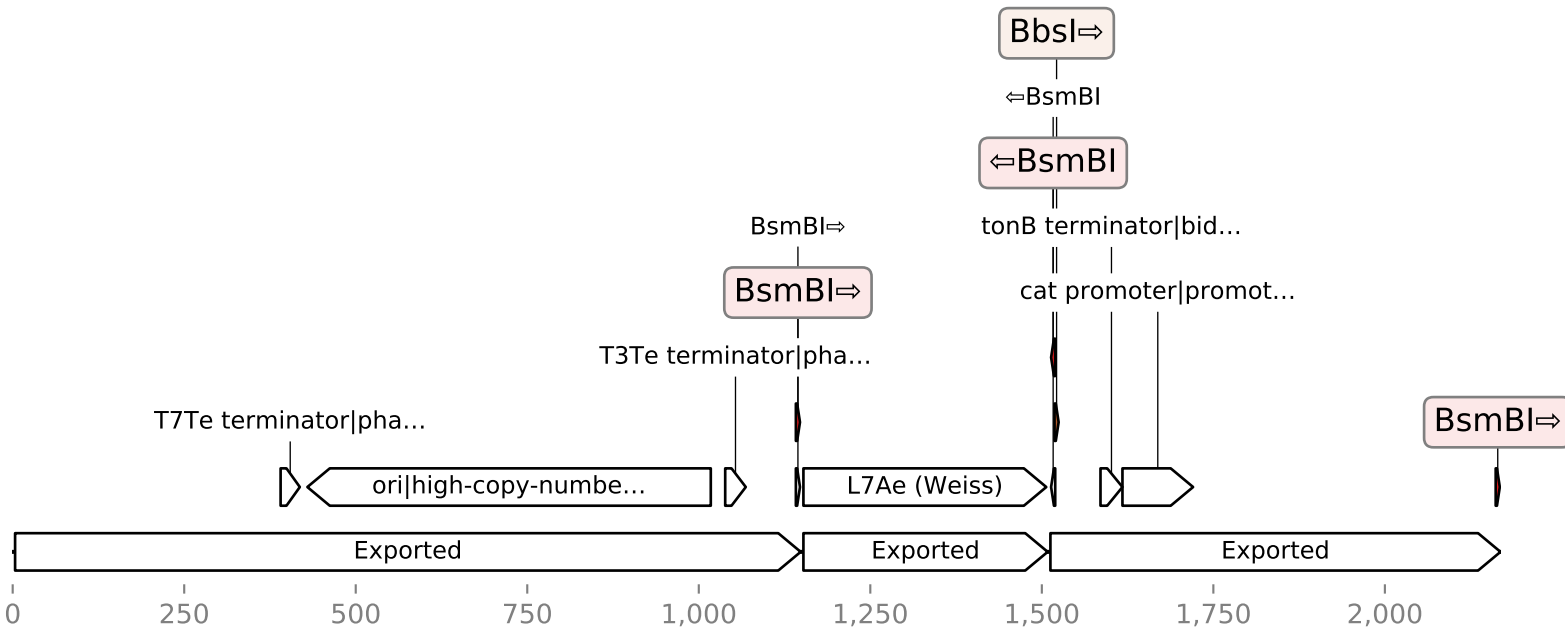 BbsI⇨
⇦BsmBI
⇦BsmBI
BsmBI⇨
tonB terminator|bid...
BsmBI⇨
cat promoter|promot...
T3Te terminator|pha...
T7Te terminator|pha...
BsmBI⇨
ori|high-copy-numbe...
L7Ae (Weiss)
Exported
Exported
Exported
0
250
500
750
1,000
1,250
1,500
1,750
2,000